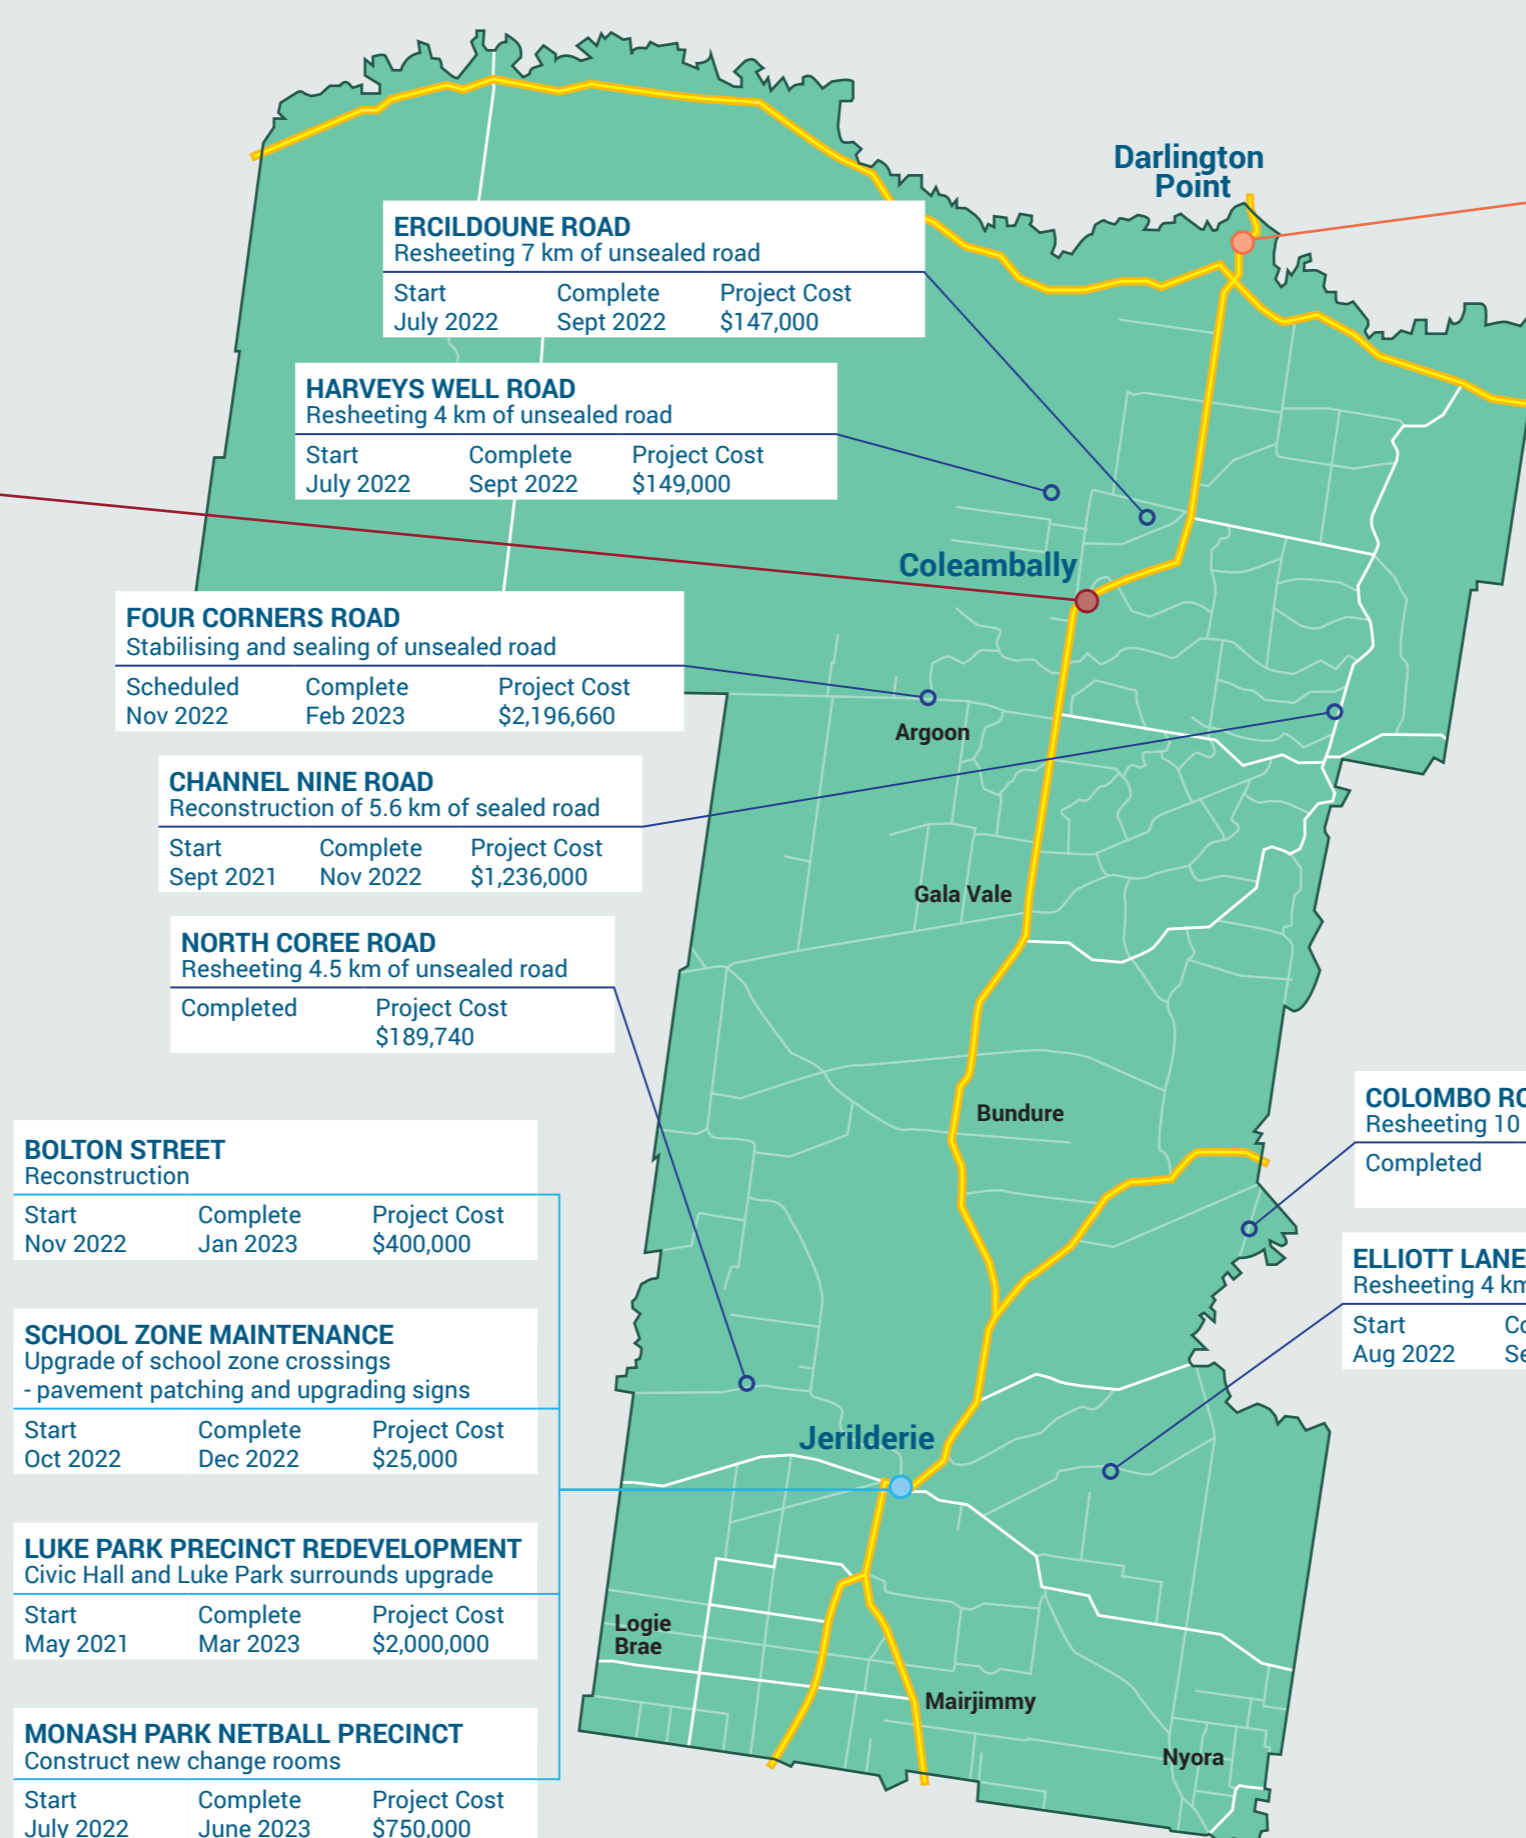 Darlington
Point
ERCILDOUNE ROAD
Resheeting 7 km of unsealed road
Start Complete Project Cost
July 2022 Sept 2022 $147,000
HARVEYS WELL ROAD
Resheeting 4 km of unsealed road
Start Complete Project Cost
July 2022 Sept 2022 $149,000
Coleambally
FOUR CORNERS ROAD
Stabilising and sealing of unsealed road
Scheduled Complete Project Cost
Nov 2022 Feb 2023 $2,196,660
Argoon
CHANNEL NINE ROAD
Reconstruction of 5.6 km of sealed road
Start Complete Project Cost
Sept 2021 Nov 2022 $1,236,000
Gala Vale
NORTH COREE ROAD
Resheeting 4.5 km of unsealed road
Completed Project Cost
$189,740
Bundure
COLOMBO RO
Resheeting 10
Completed
BOLTON STREET
Reconstruction
Start Complete Project Cost
Nov 2022 Jan 2023 $400,000
ELLIOTT LANE
Resheeting 4 km
Start Co
Aug 2022 Se
SCHOOL ZONE MAINTENANCE
Upgrade of school zone crossings
- pavement patching and upgrading signs
Start Complete Project Cost
Oct 2022 Dec 2022 $25,000
Jerilderie
LUKE PARK PRECINCT REDEVELOPMENT
Civic Hall and Luke Park surrounds upgrade
Start Complete Project Cost
May 2021 Mar 2023 $2,000,000
Logie
Brae
Mairjimmy
MONASH PARK NETBALL PRECINCT
Construct new change rooms
Start Complete Project Cost
July 2022 June 2023 $750,000
Nyora